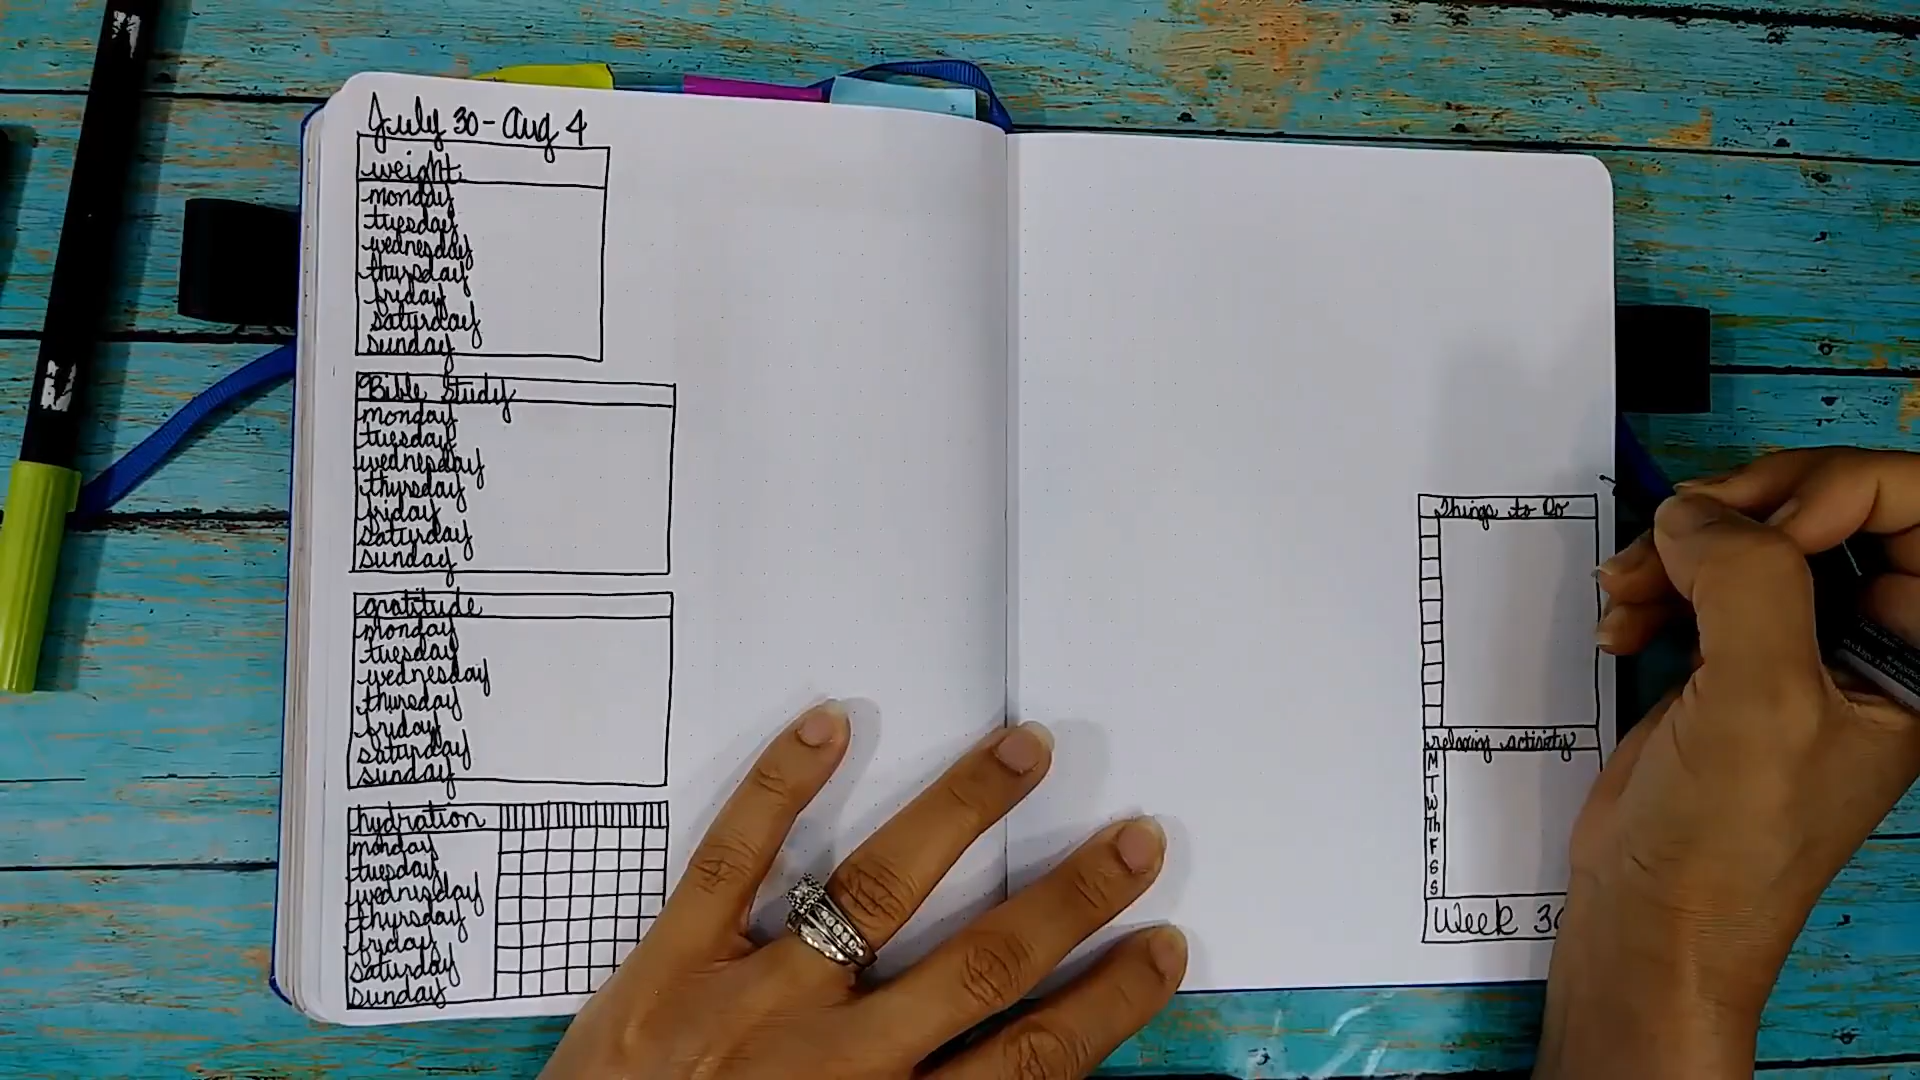 July 30 - Aug 4
weight
monday
tuesday
wednesday
thursday
friday
saturday
sunday
Bible study
monday
tuesday
wednesday
thursday
friday
saturday
sunday
gratitude
monday
tuesday
wednesday
thursday
friday
saturday
sunday
hydration
monday
tuesday
wednesday
thursday
friday
saturday
sunday
Things to Do
relaxing activity
M
T
W
Th
F
S
S
Week